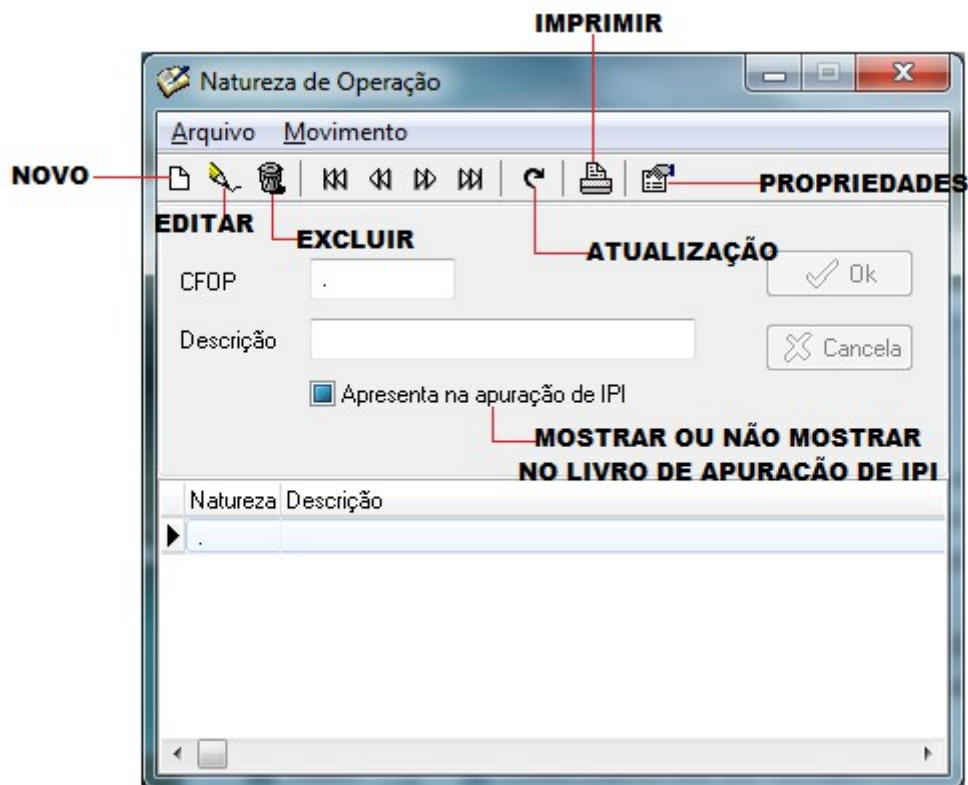 IMPRIMIR
Natureza de Operação
Arquivo Movimento
NOVO
PROPRIEDADES
EDITAR
EXCLUIR
ATUALIZAÇÃO
CFOP .
Ok
Descrição
Cancela
Apresenta na apuração de IPI
MOSTRAR OU NÃO MOSTRAR
NO LIVRO DE APURAÇÃO DE IPI
Natureza Descrição
.